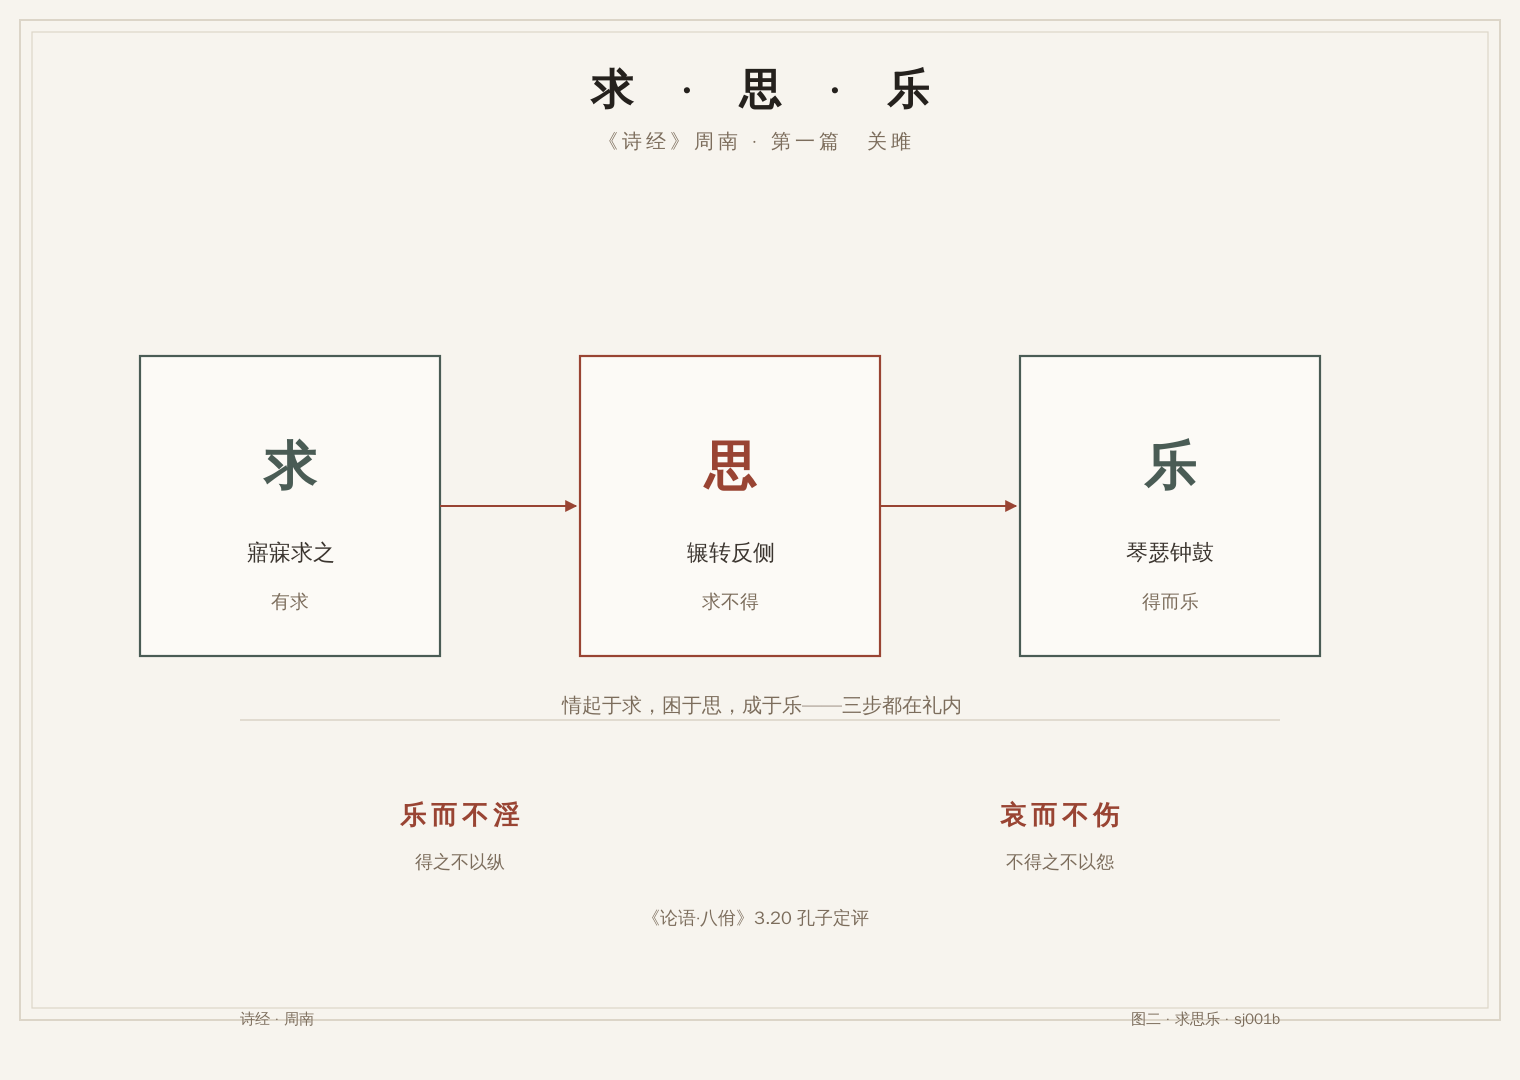 求 · 思 · 乐
《诗经》周南 · 第一篇 关雎
求
寤寐求之
有求
思
辗转反侧
求不得
乐
琴瑟钟鼓
得而乐
情起于求，困于思，成于乐——三步都在礼内
乐而不淫
得之不以纵
哀而不伤
不得之不以怨
《论语·八佾》3.20 孔子定评
诗经 · 周南
图二 · 求思乐 · sj001b